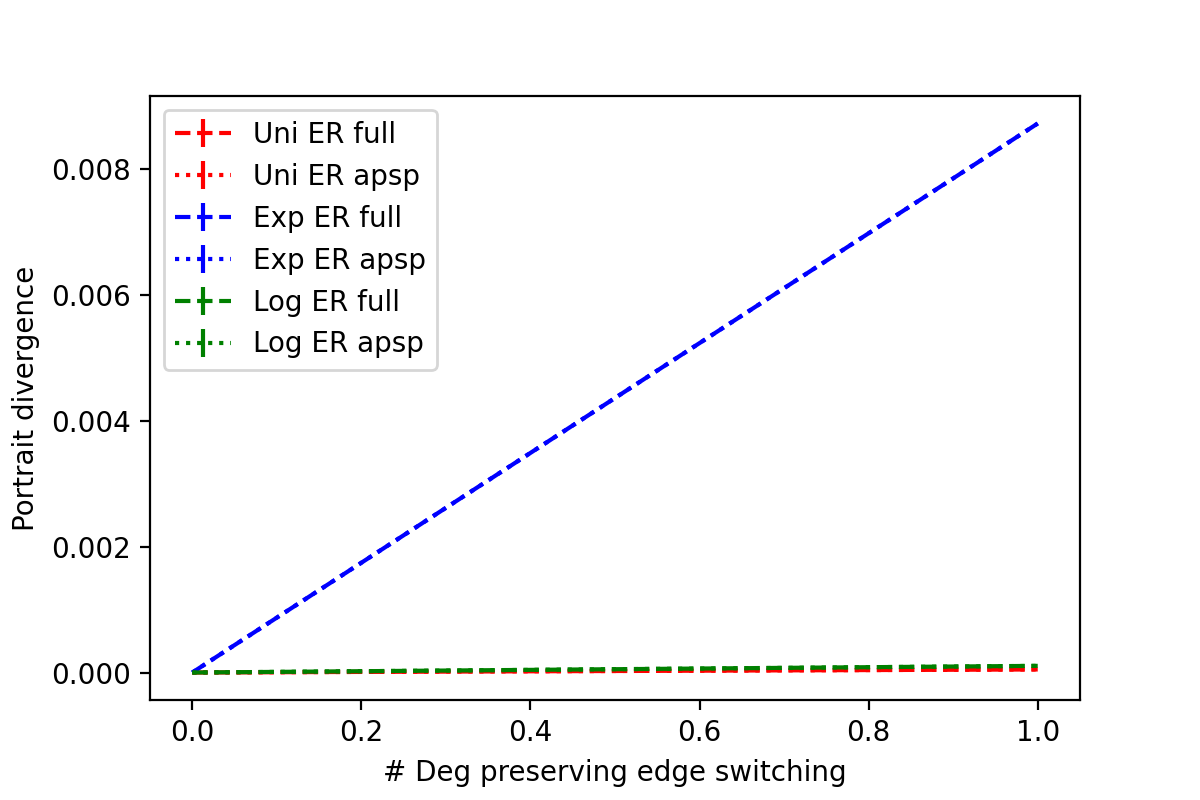 Uni ER full
Uni ER apsp
Exp ER full
Exp ER apsp
Log ER full
Log ER apsp
Portrait divergence
0.008
0.006
0.004
0.002
0.000
0.0 0.2 0.4 0.6 0.8 1.0
# Deg preserving edge switching